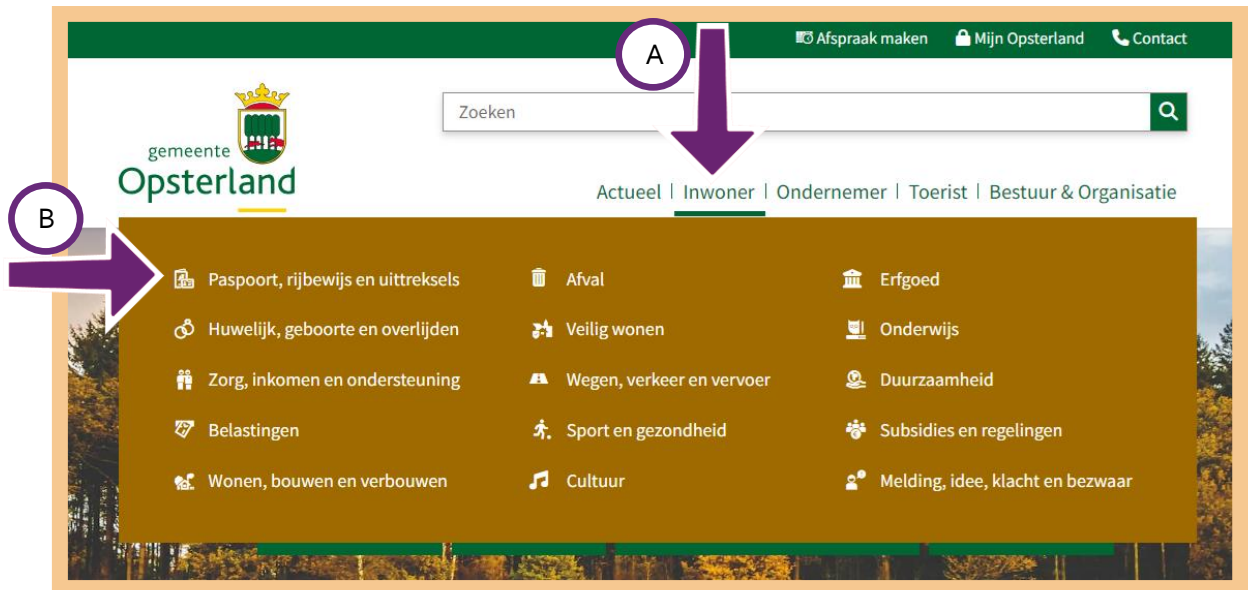 A
Afspraak maken Mijn Opsterland Contact
Zoeken
gemeente
Opsterland
Actueel | Inwoner | Ondernemer | Toerist | Bestuur & Organisatie
B
Paspoort, rijbewijs en uittreksels
Huwelijk, geboorte en overlijden
Zorg, inkomen en ondersteuning
Belastingen
Wonen, bouwen en verbouwen
Afval
Veilig wonen
Wegen, verkeer en vervoer
Sport en gezondheid
Cultuur
Erfgoed
Onderwijs
Duurzaamheid
Subsidies en regelingen
Melding, idee, klacht en bezwaar